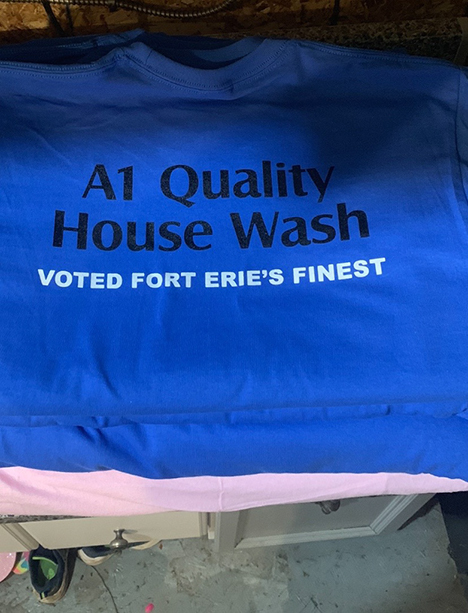 A1 Quality
House Wash
VOTED FORT ERIE'S FINEST